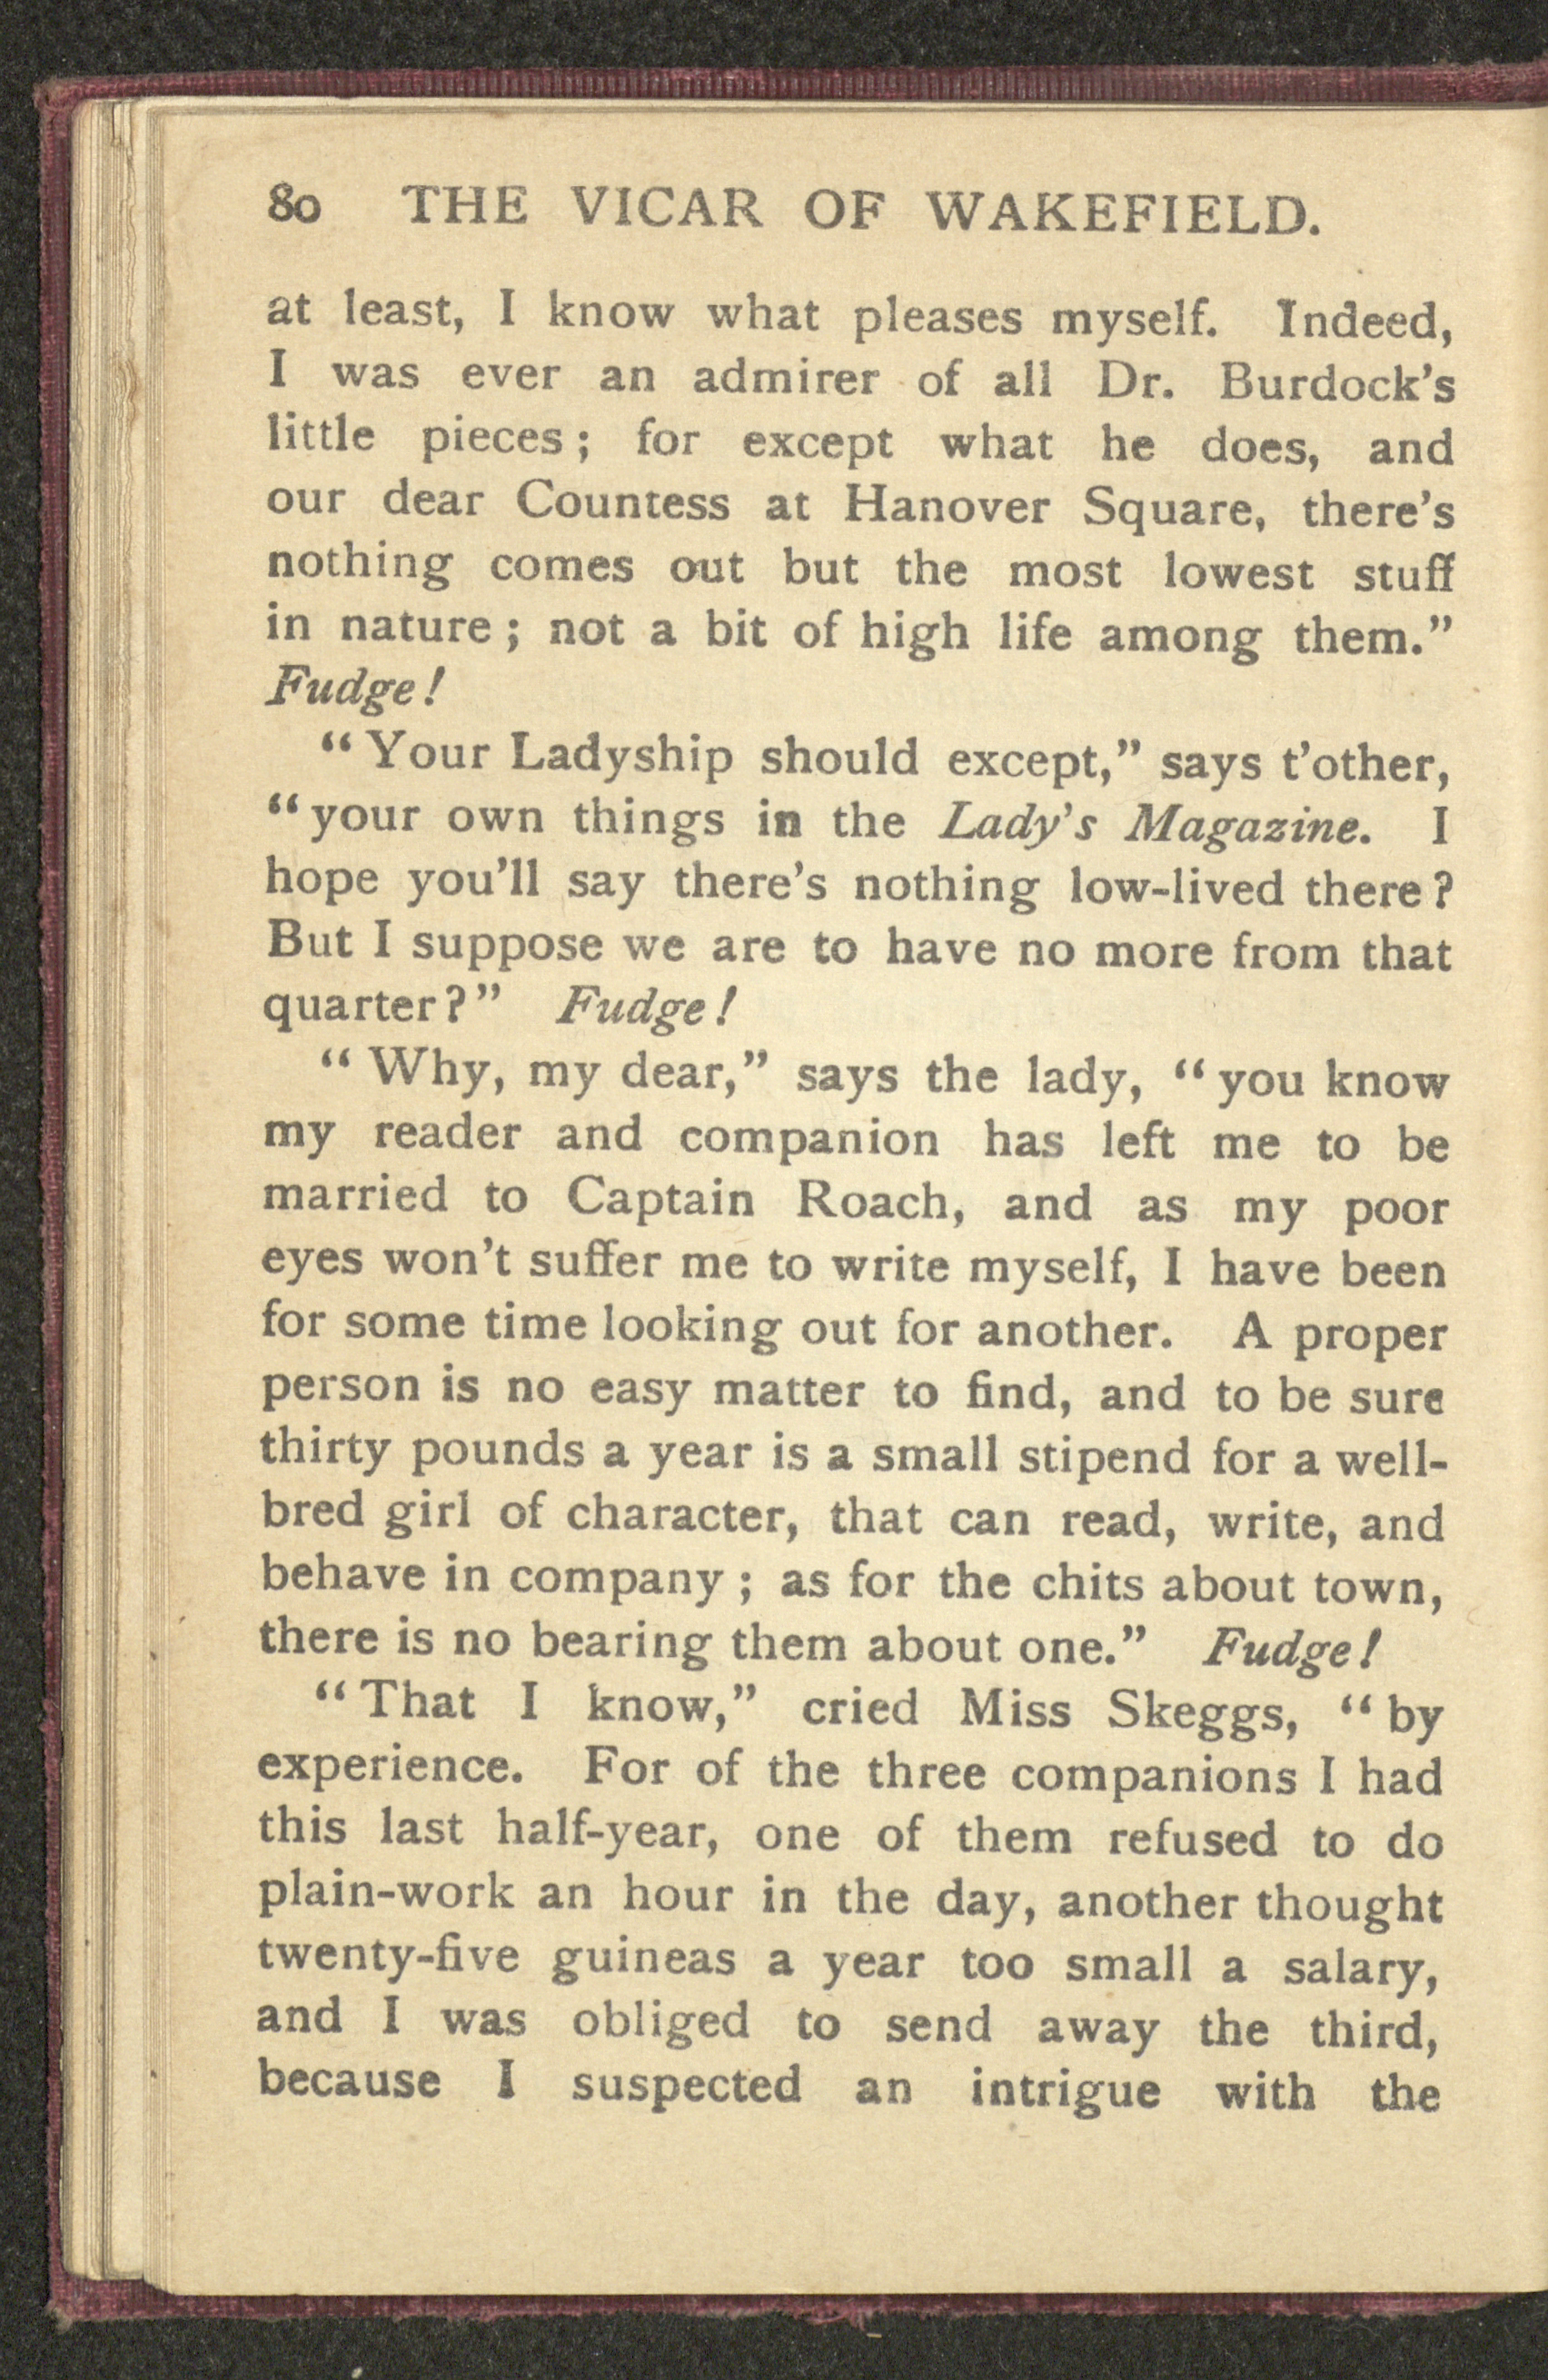 80 THE VICAR OF WAKEFIELD.
at least, I know what pleases myself. Indeed,
I was ever an admirer of all Dr. Burdock's
little pieces; for except what he does, and
our dear Countess at Hanover Square, there's
nothing comes out but the most lowest stuff
in nature; not a bit of high life among them."
Fudge!
"Your Ladyship should except," says t'other,
"your own things in the Lady's Magazine. I
hope you'll say there's nothing low-lived there?
But I suppose we are to have no more from that
quarter?" Fudge!
"Why, my dear," says the lady, "you know
my reader and companion has left me to be
married to Captain Roach, and as my poor
eyes won't suffer me to write myself, I have been
for some time looking out for another. A proper
person is no easy matter to find, and to be sure
thirty pounds a year is a small stipend for a well-
bred girl of character, that can read, write, and
behave in company; as for the chits about town,
there is no bearing them about one." Fudge!
"That I know," cried Miss Skeggs, "by
experience. For of the three companions I had
this last half-year, one of them refused to do
plain-work an hour in the day, another thought
twenty-five guineas a year too small a salary,
and I was obliged to send away the third,
because I suspected an intrigue with the